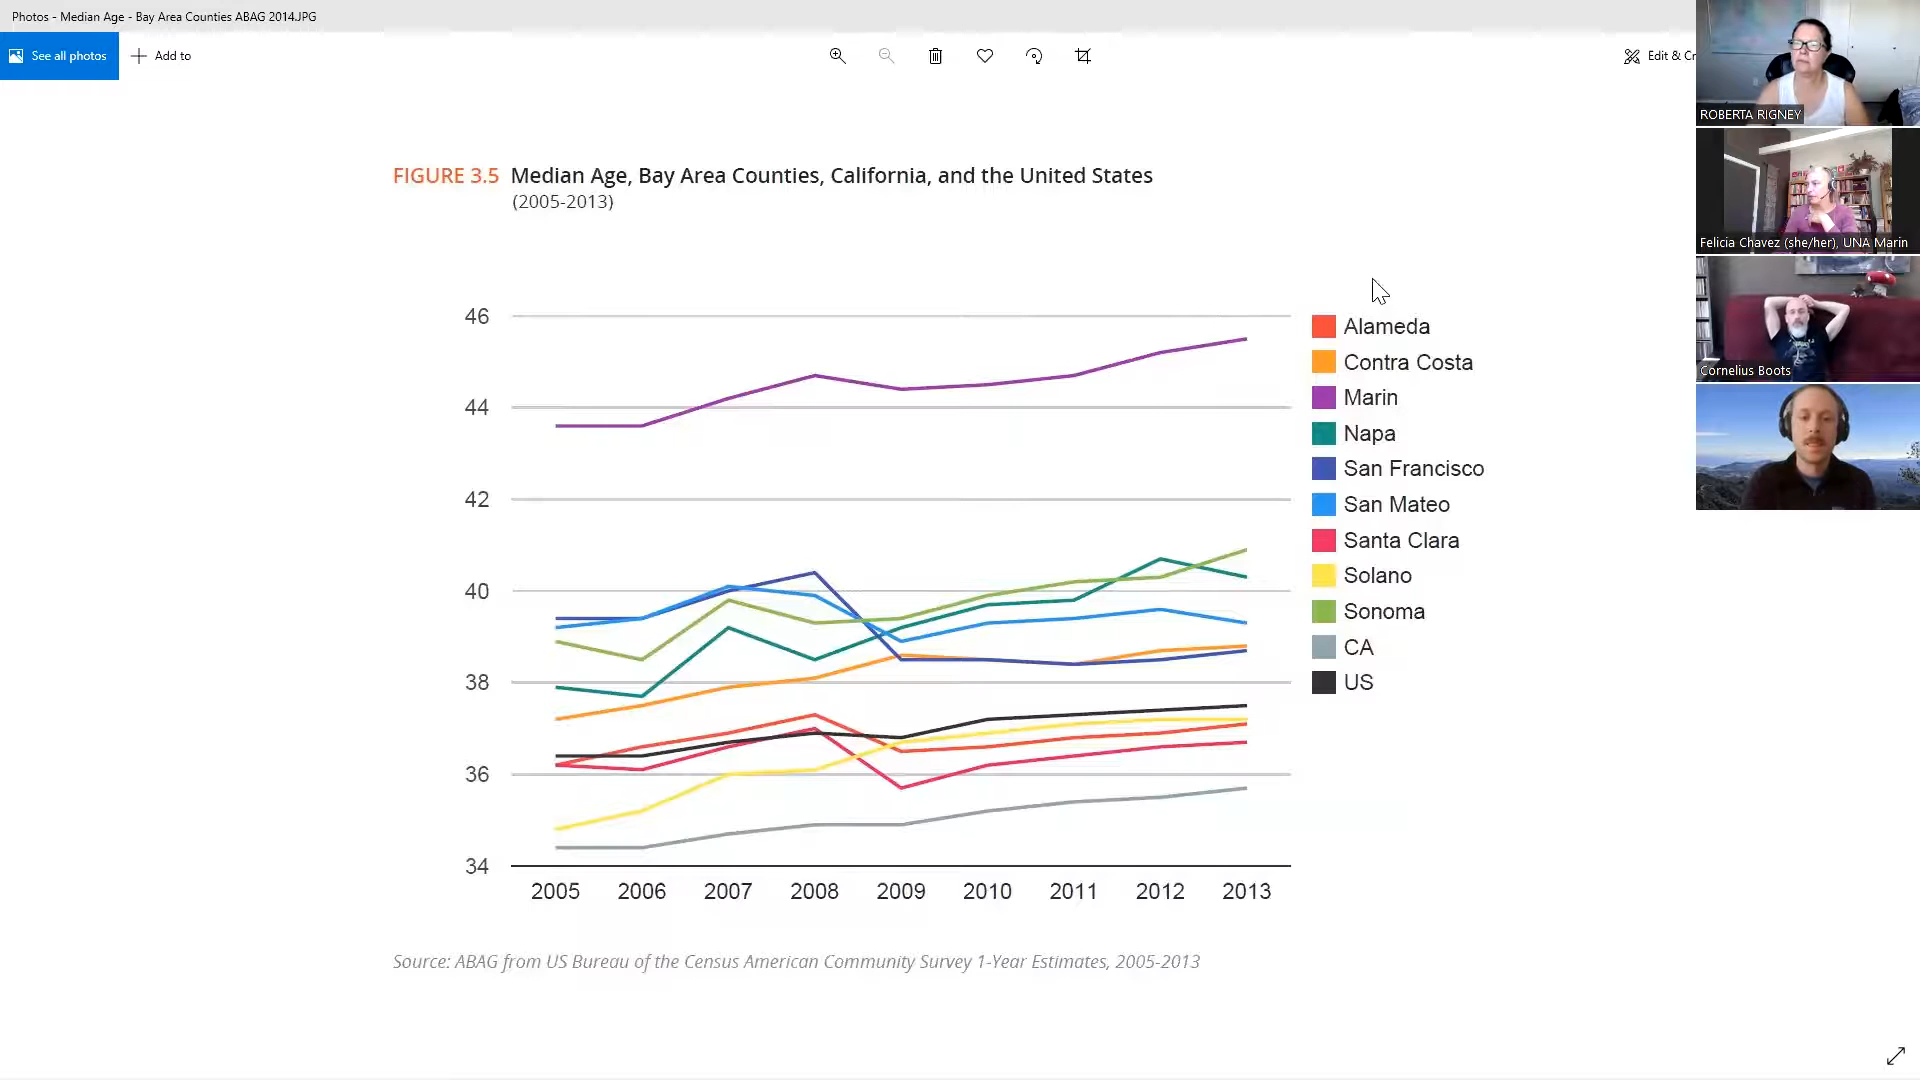 Photos - Median Age - Bay Area Counties ABAG 2014.JPG
See all photos
Add to
Edit & Cr
ROBERTA RIGNEY
Felicia Chavez (she/her), UNA Marin
Cornelius Boots
FIGURE 3.5 Median Age, Bay Area Counties, California, and the United States
(2005-2013)
46
44
42
40
38
36
34
2005 2006 2007 2008 2009 2010 2011 2012 2013
Alameda
Contra Costa
Marin
Napa
San Francisco
San Mateo
Santa Clara
Solano
Sonoma
CA
US
Source: ABAG from US Bureau of the Census American Community Survey 1-Year Estimates, 2005-2013